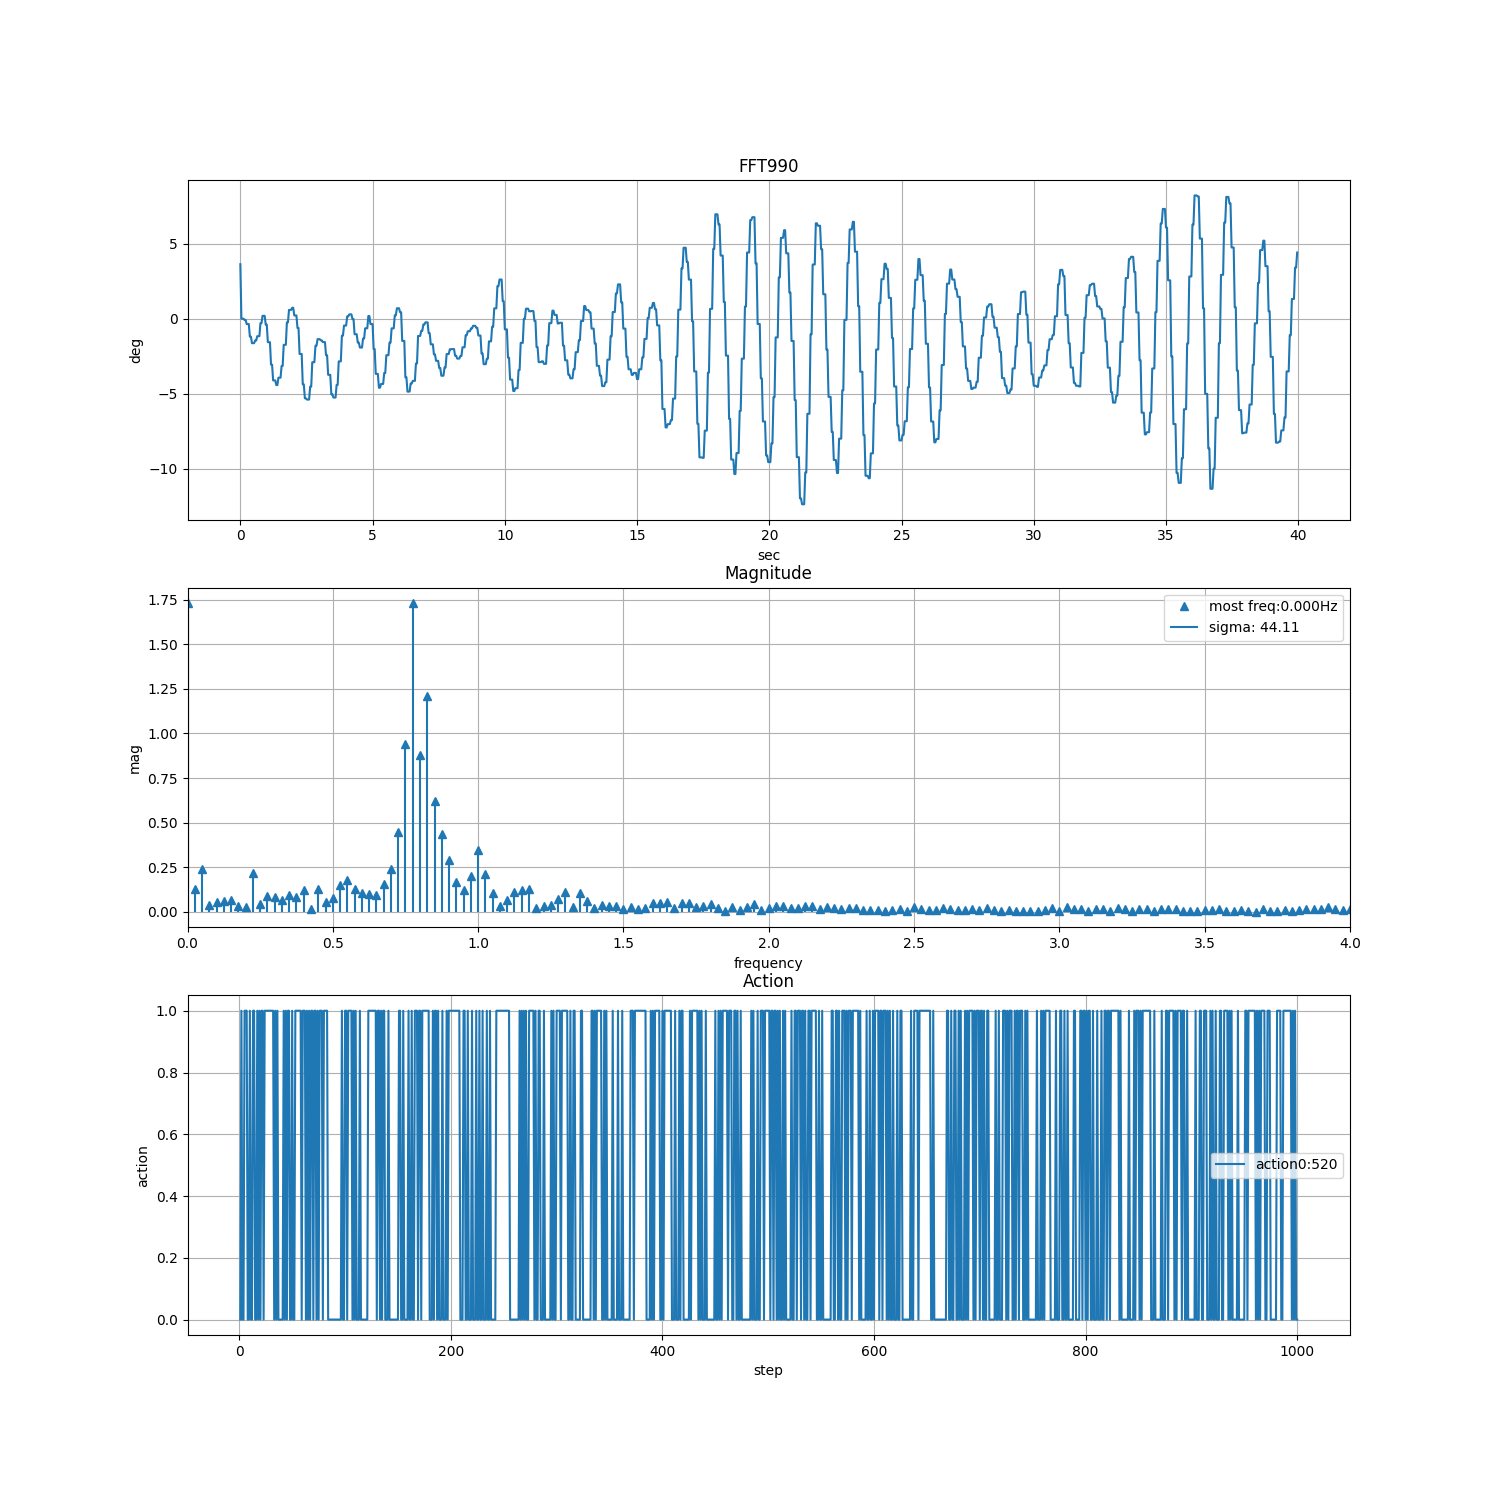 FFT990
5
0
−5
−10
deg
0 5 10 15 20 25 30 35 40
sec
Magnitude
1.75
1.50
1.25
1.00
0.75
0.50
0.25
0.00
mag
most freq:0.000Hz
sigma: 44.11
0.0 0.5 1.0 1.5 2.0 2.5 3.0 3.5 4.0
frequency
Action
1.0
0.8
0.6
0.4
0.2
0.0
action
action0:520
0 200 400 600 800 1000
step